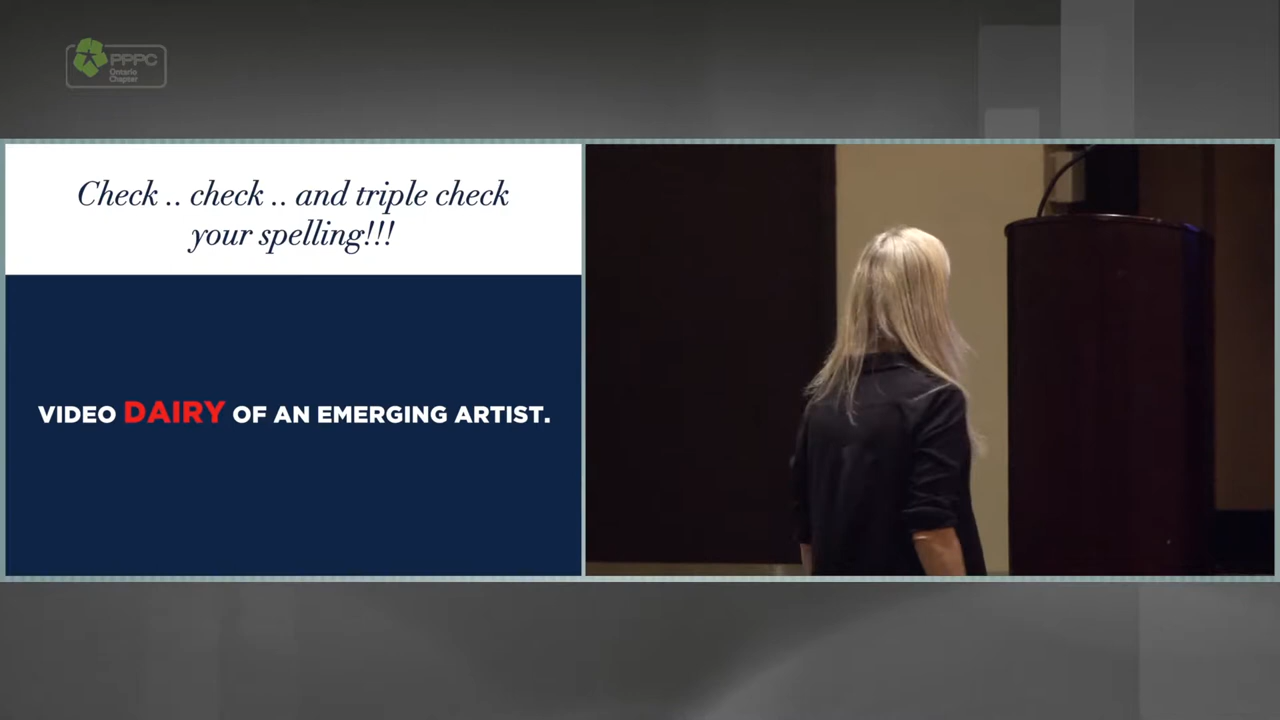 PPPC
Ontario
Chapter
Check .. check .. and triple check
your spelling!!!
VIDEO DAIRY OF AN EMERGING ARTIST.